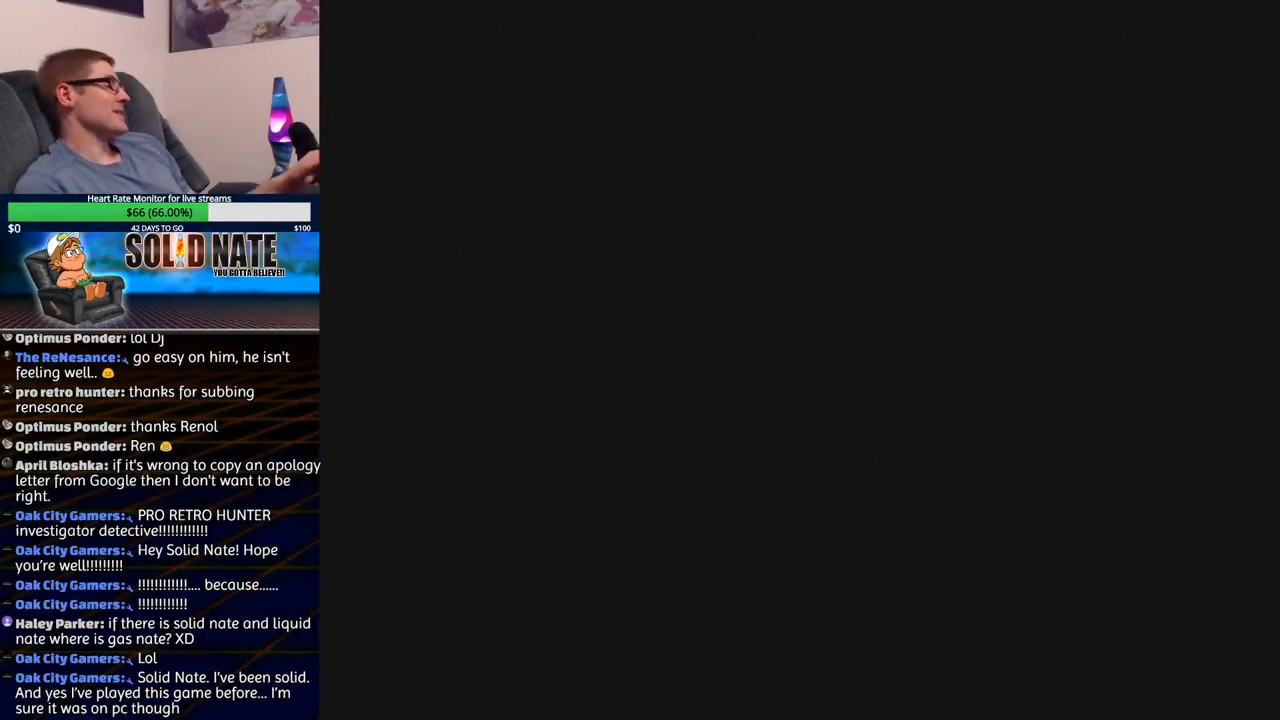 Heart Rate Monitor for live streams
$66 (66.00%)
$0 42 DAYS TO GO $100
SOLID NATE
YOU GOTTA BELIEVE!!
Optimus Ponder: lol Dj
The ReNesance: go easy on him, he isn't
feeling well..
pro retro hunter: thanks for subbing
renesance
Optimus Ponder: thanks Renol
Optimus Ponder: Ren
April Bloshka: if it's wrong to copy an apology
letter from Google then I don't want to be
right.
Oak City Gamers: PRO RETRO HUNTER
investigator detective!!!!!!!!!!!!
Oak City Gamers: Hey Solid Nate! Hope
you're well!!!!!!!!!
Oak City Gamers: !!!!!!!!!!!!.... because......
Oak City Gamers: !!!!!!!!!!!!
Haley Parker: if there is solid nate and liquid
nate where is gas nate? XD
Oak City Gamers: Lol
Oak City Gamers: Solid Nate. I've been solid.
And yes I've played this game before... I'm
sure it was on pc though